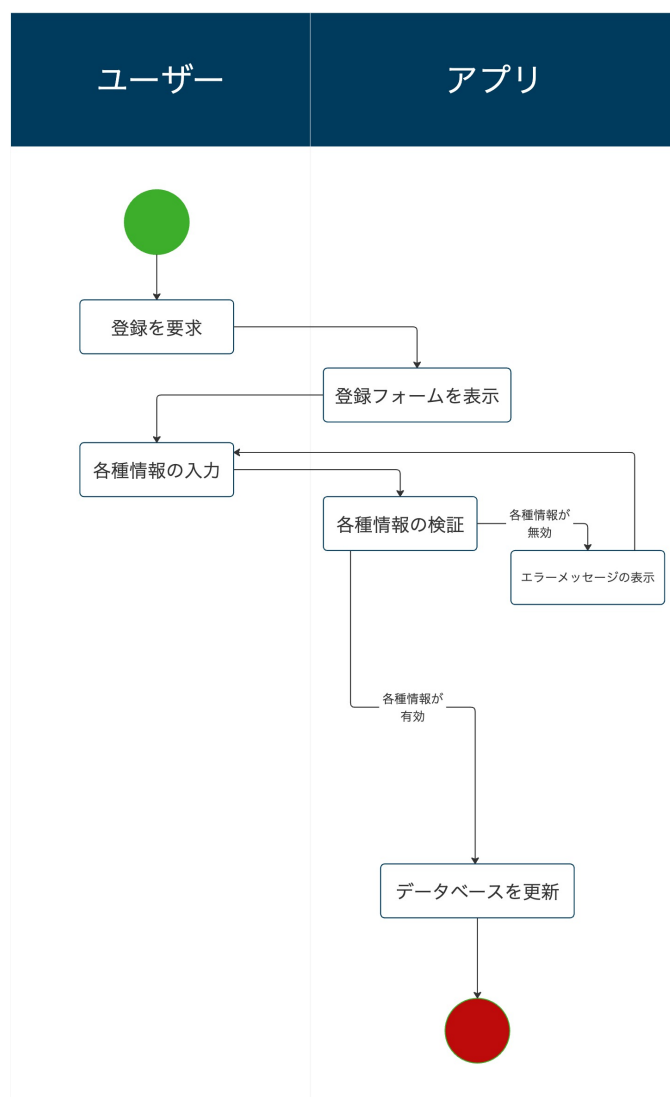 ユーザー
アプリ
登録を要求
登録フォームを表示
各種情報の入力
各種情報の検証
各種情報が
無効
エラーメッセージの表示
各種情報が
有効
データベースを更新